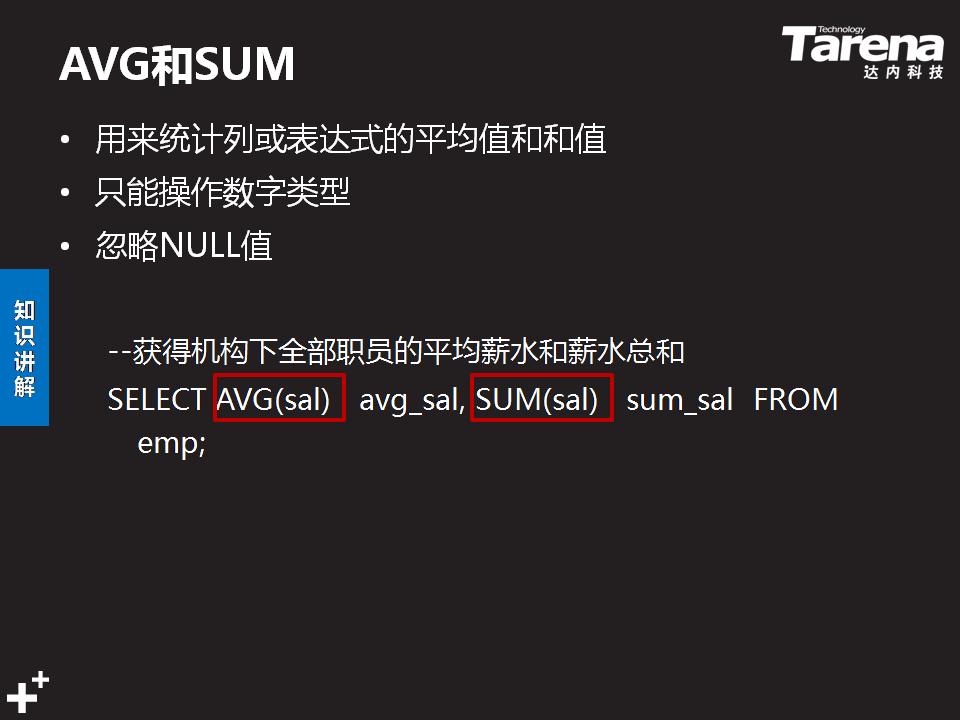 AVG和SUM
Technology
Tarena
达内科技
• 用来统计列或表达式的平均值和和值
• 只能操作数字类型
• 忽略NULL值
知识讲解
--获得机构下全部职员的平均薪水和薪水总和
SELECT AVG(sal) avg_sal, SUM(sal) sum_sal FROM
emp;